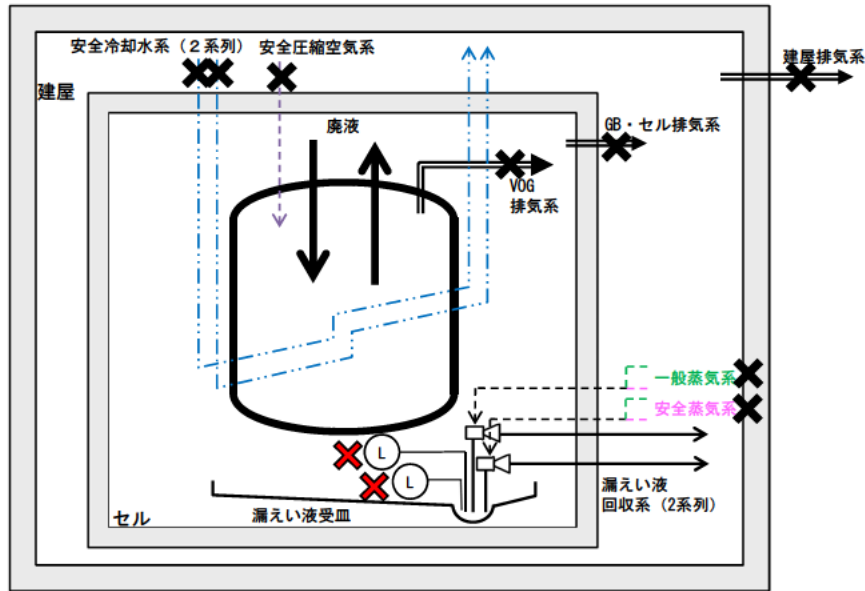 安全冷却水系（２系列）
安全圧縮空気系
建屋排気系
建屋
GB・セル排気系
廃液
VOG
排気系
一般蒸気系
安全蒸気系
L
L
漏えい液
回収系（2系列）
漏えい液受皿
セル